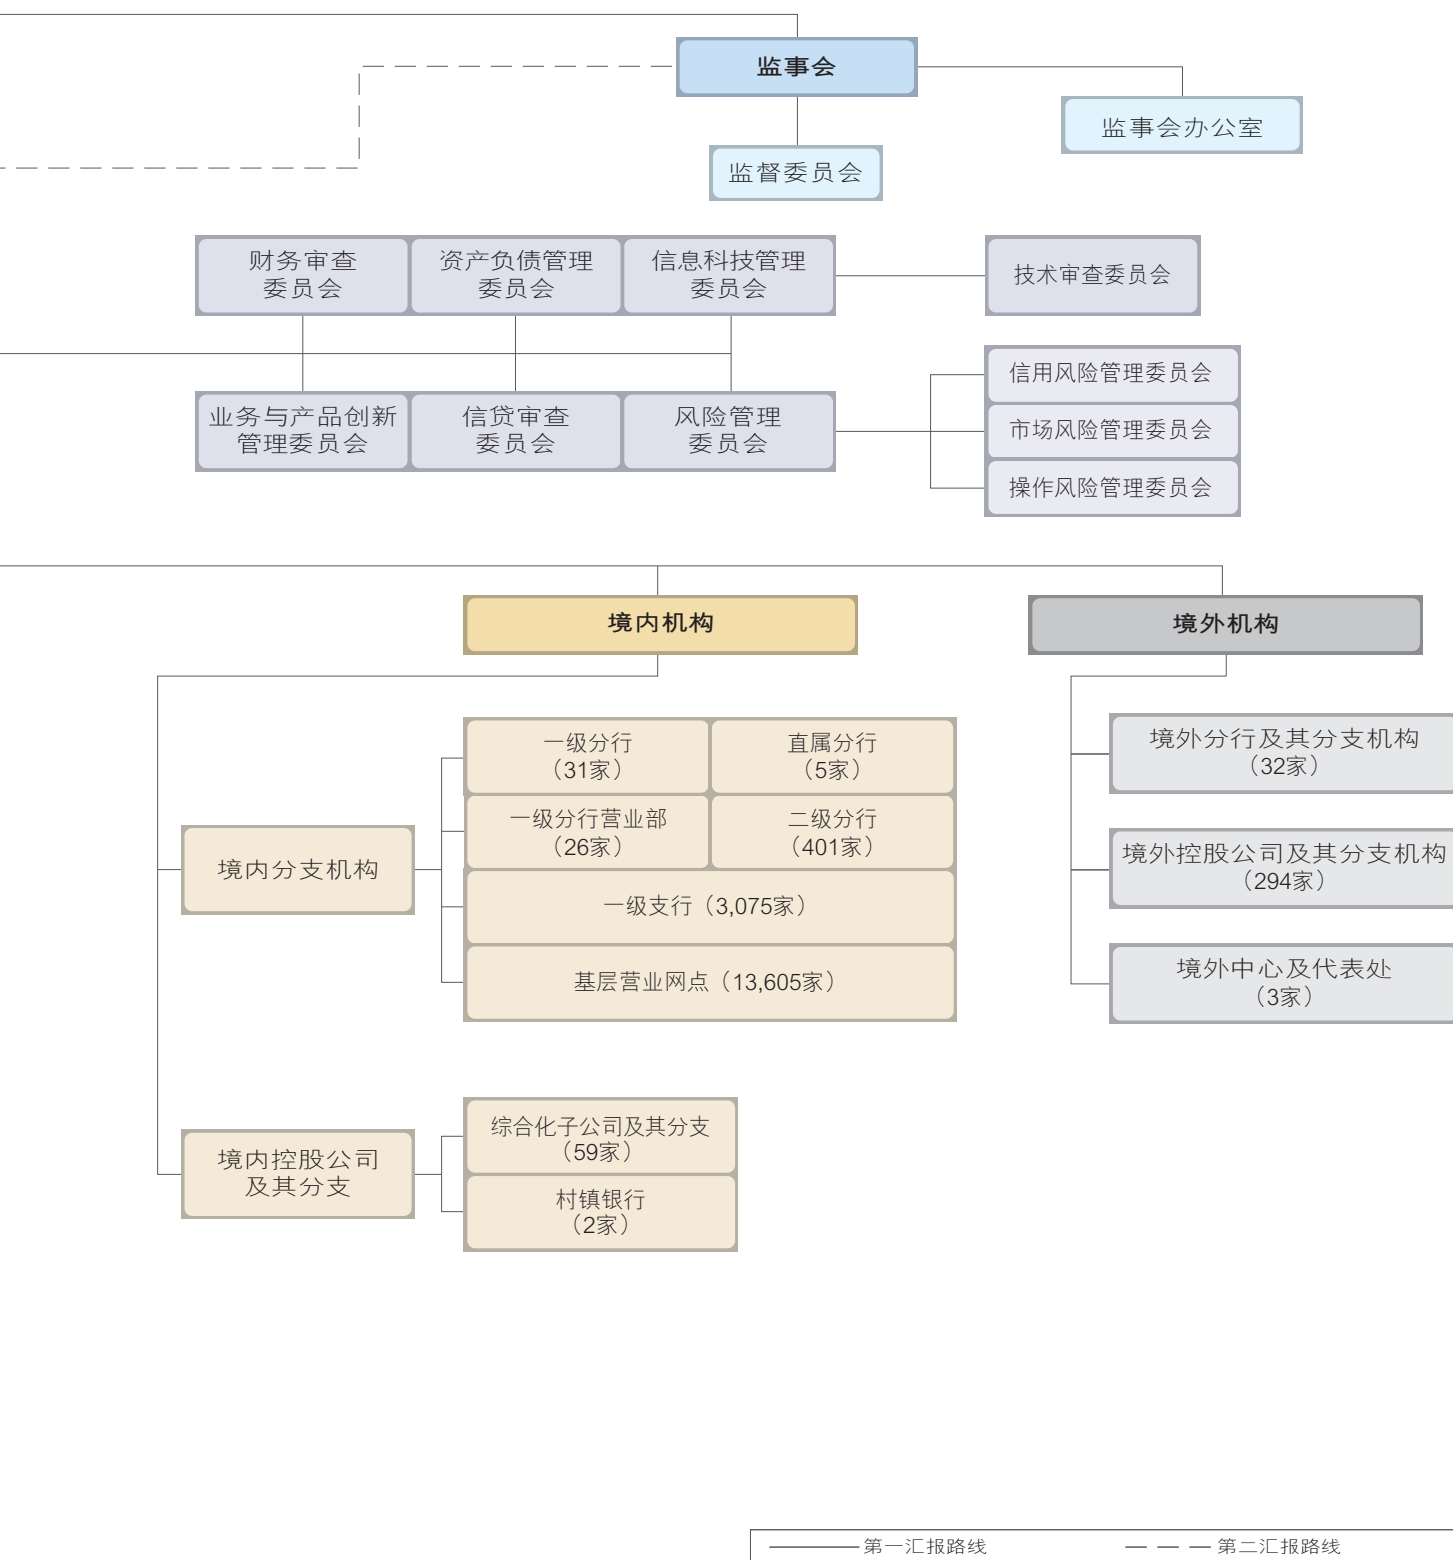 监事会
监事会办公室
监督委员会
财务审查
委员会
资产负债管理
委员会
信息科技管理
委员会
技术审查委员会
信用风险管理委员会
市场风险管理委员会
操作风险管理委员会
业务与产品创新
管理委员会
信贷审查
委员会
风险管理
委员会
境内机构
境外机构
一级分行
（31家）
直属分行
（5家）
一级分行营业部
（26家）
二级分行
（401家）
境内分支机构
一级支行（3,075家）
基层营业网点（13,605家）
境外分行及其分支机构
（32家）
境外控股公司及其分支机构
（294家）
境外中心及代表处
（3家）
境内控股公司
及其分支
综合化子公司及其分支
（59家）
村镇银行
（2家）
第一汇报路线
第二汇报路线